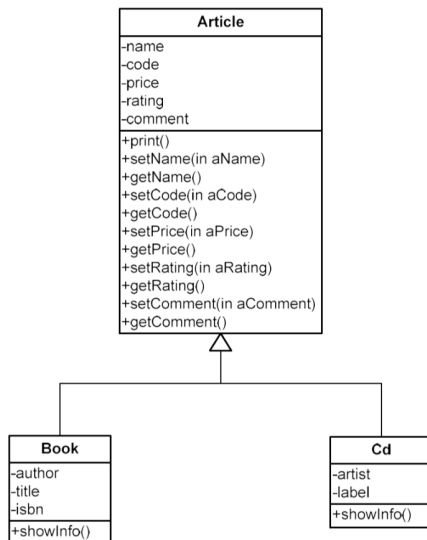 Article
-name
-code
-price
-rating
-comment
+print()
+setName(in aName)
+getName()
+setCode(in aCode)
+getCode()
+setPrice(in aPrice)
+getPrice()
+setRating(in aRating)
+getRating()
+setComment(in aComment)
+getComment()
Book
-author
-title
-isbn
+showInfo()
Cd
-artist
-label
+showInfo()